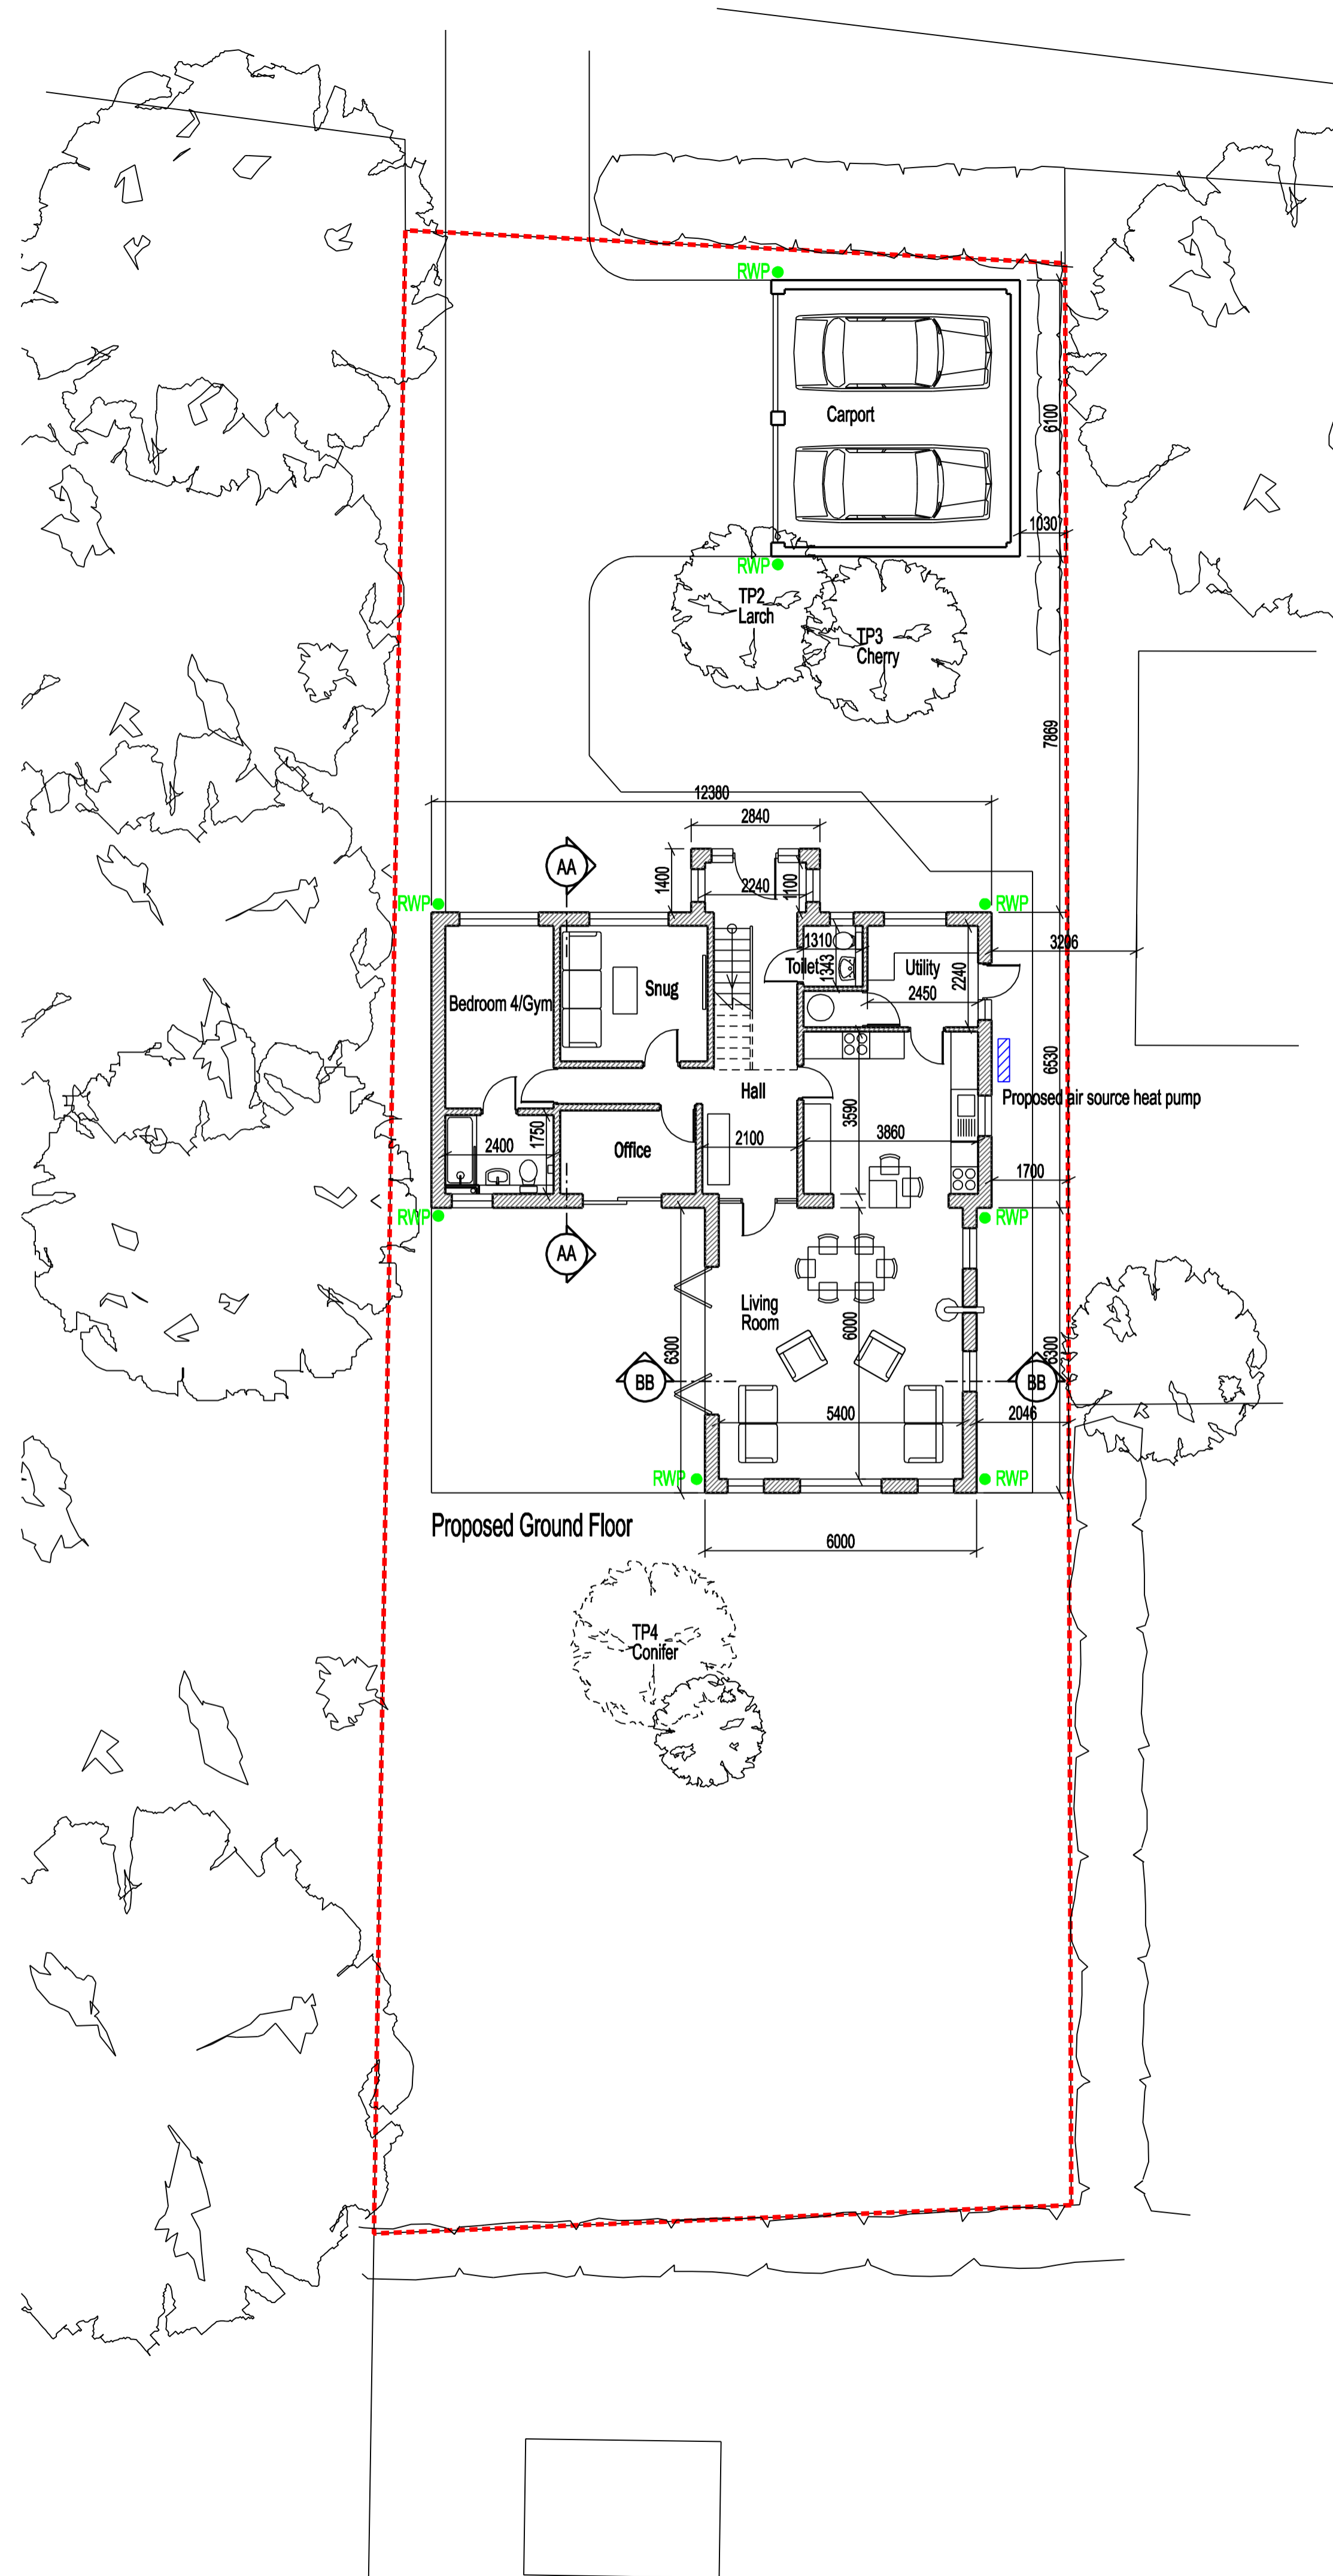 RWP
Carport
6100
1030
RWP
TP2
Larch
TP3
Cherry
7869
12380
2840
AA
1400
2240
1100
RWP
RWP
3206
1310
Toilet
1343
Utility
2240
2450
Snug
Bedroom 4/Gym
6530
Hall
Proposed air source heat pump
3590
1750
2400
Office
2100
3860
1700
RWP
RWP
AA
Living
Room
6000
6300
6300
BB
BB
5400
2046
RWP
RWP
Proposed Ground Floor
6000
TP4
Conifer